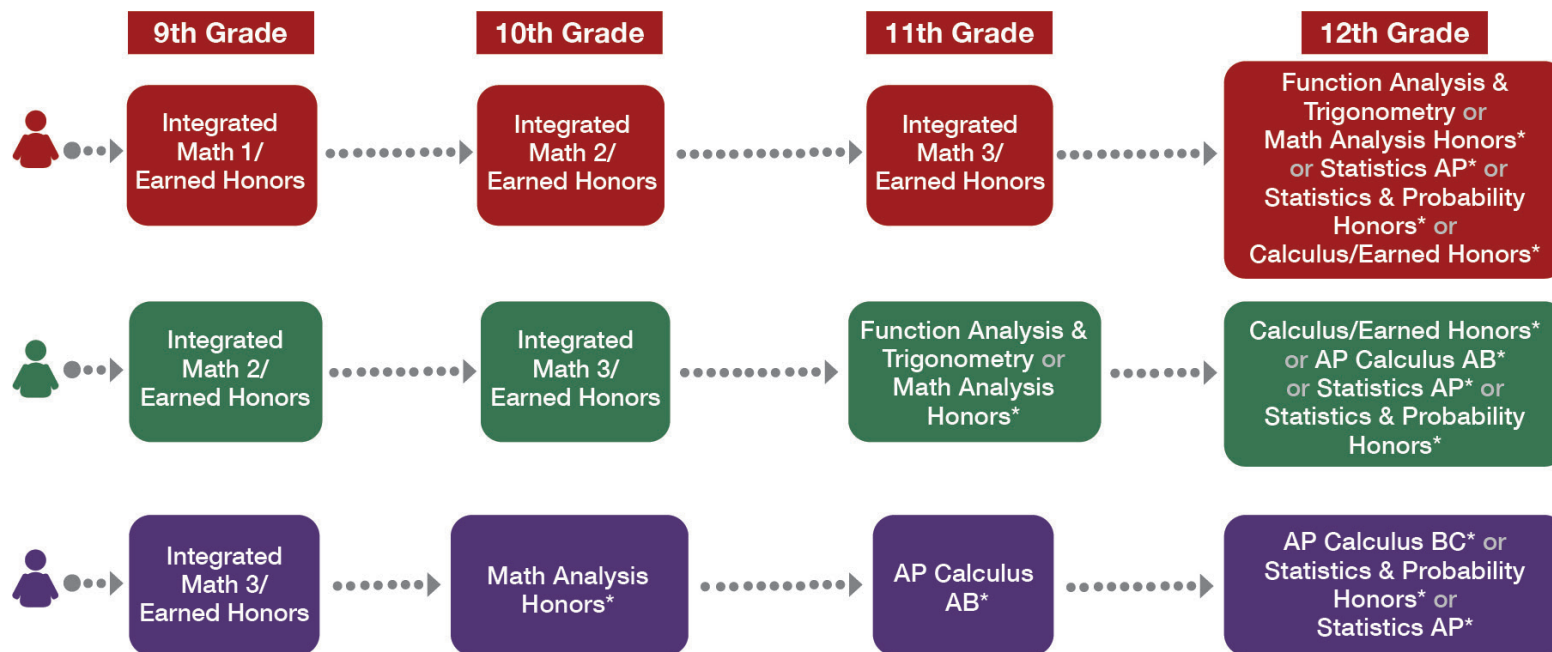 9th Grade
10th Grade
11th Grade
12th Grade
Integrated
Math 1/
Earned Honors
Integrated
Math 2/
Earned Honors
Integrated
Math 3/
Earned Honors
Function Analysis &
Trigonometry or
Math Analysis Honors*
or Statistics AP* or
Statistics & Probability
Honors* or
Calculus/Earned Honors*
Integrated
Math 2/
Earned Honors
Integrated
Math 3/
Earned Honors
Function Analysis &
Trigonometry or
Math Analysis
Honors*
Calculus/Earned Honors*
or AP Calculus AB*
or Statistics AP* or
Statistics & Probability
Honors*
Integrated
Math 3/
Earned Honors
Math Analysis
Honors*
AP Calculus
AB*
AP Calculus BC* or
Statistics & Probability
Honors* or
Statistics AP*